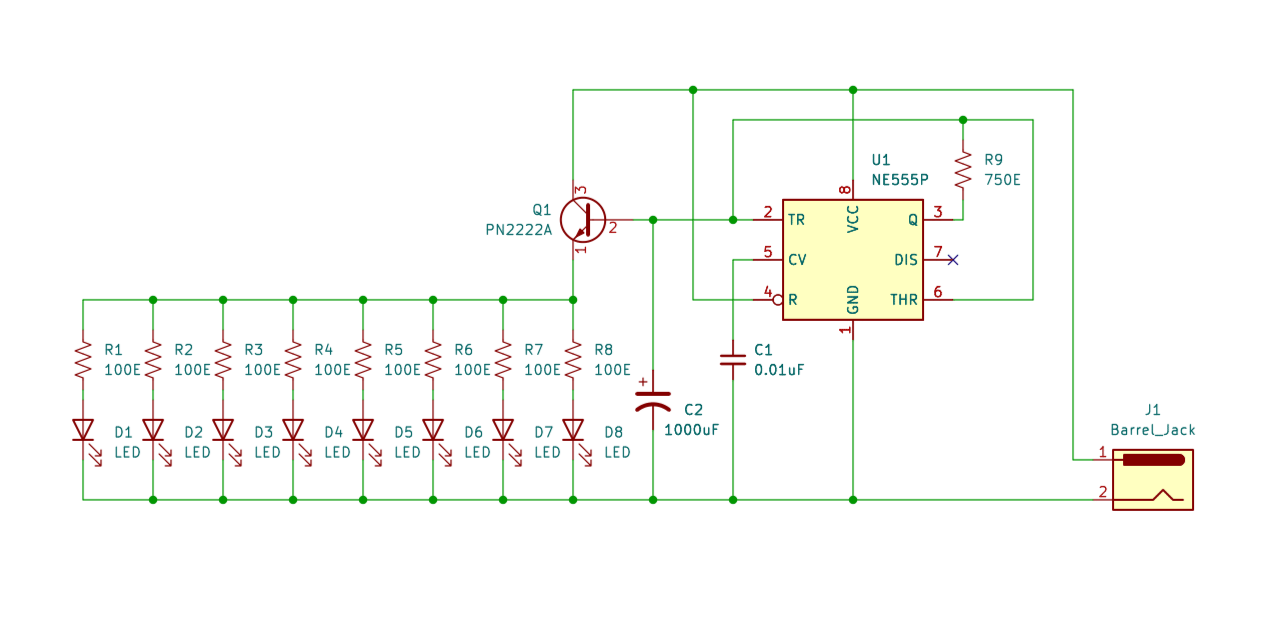 U1
NE555P
R9
750E
8
3
Q1
PN2222A
2
1
2
TR
VCC
Q
3
5
CV
DIS
7
4
R
GND
THR
6
1
R1
100E
R2
100E
R3
100E
R4
100E
R5
100E
R6
100E
R7
100E
R8
100E
C1
0.01uF
+
C2
1000uF
D1
LED
D2
LED
D3
LED
D4
LED
D5
LED
D6
LED
D7
LED
D8
LED
J1
Barrel_Jack
1
2